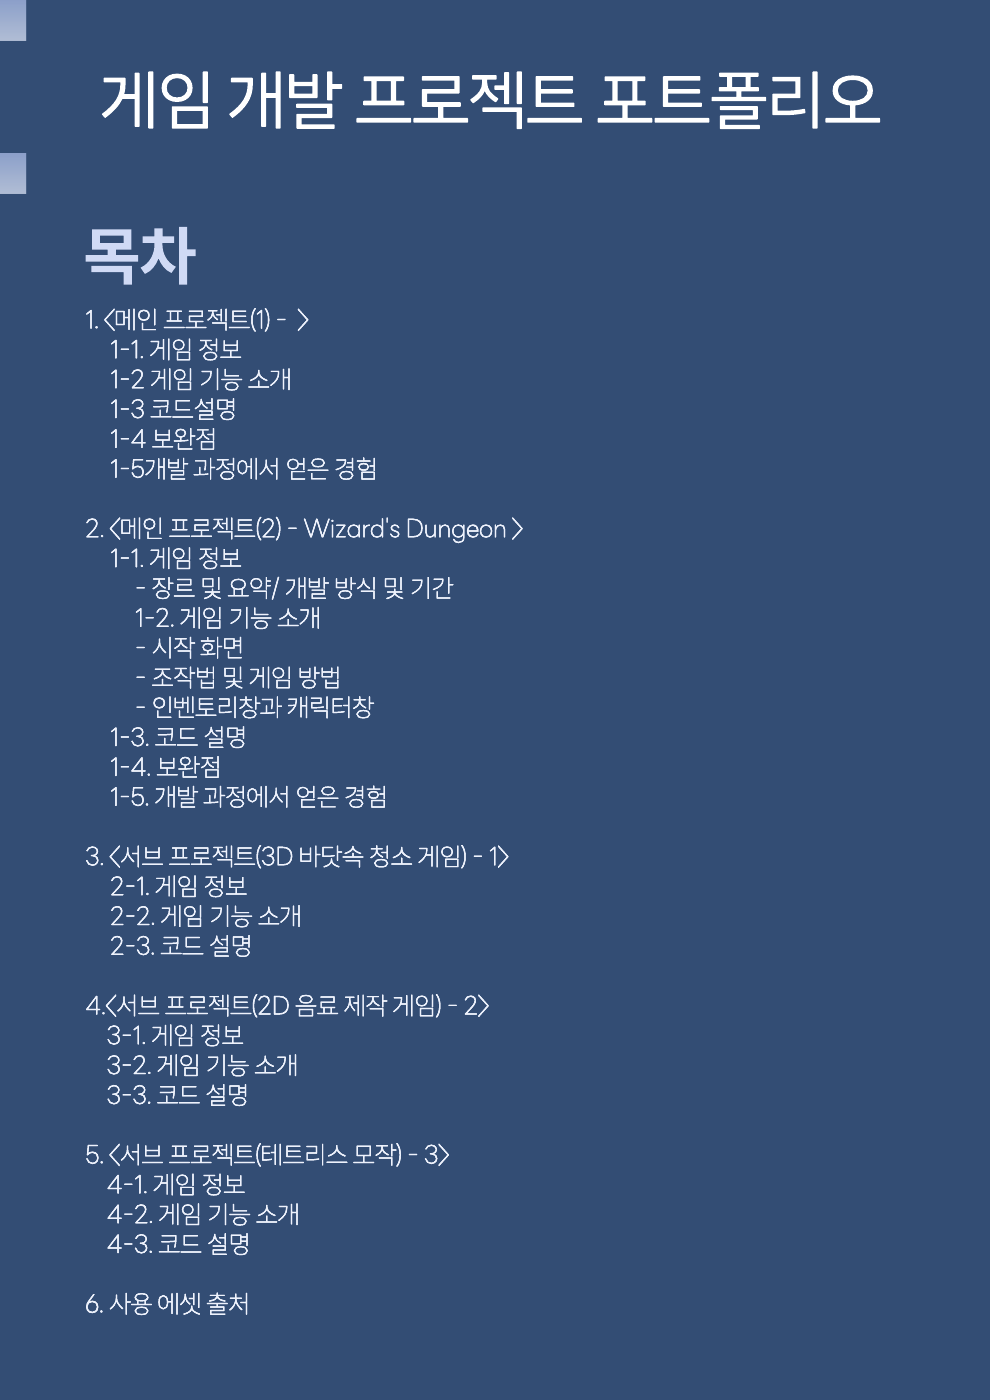 게임 개발 프로젝트 포트폴리오
목차
1. <메인 프로젝트(1) - >
1-1. 게임 정보
1-2 게임 기능 소개
1-3 코드설명
1-4 보완점
1-5개발 과정에서 얻은 경험
2. <메인 프로젝트(2) - Wizard's Dungeon >
1-1. 게임 정보
- 장르 및 요약/ 개발 방식 및 기간
1-2. 게임 기능 소개
- 시작 화면
- 조작법 및 게임 방법
- 인벤토리창과 캐릭터창
1-3. 코드 설명
1-4. 보완점
1-5. 개발 과정에서 얻은 경험
3. <서브 프로젝트(3D 바닷속 청소 게임) - 1>
2-1. 게임 정보
2-2. 게임 기능 소개
2-3. 코드 설명
4.<서브 프로젝트(2D 음료 제작 게임) - 2>
3-1. 게임 정보
3-2. 게임 기능 소개
3-3. 코드 설명
5. <서브 프로젝트(테트리스 모작) - 3>
4-1. 게임 정보
4-2. 게임 기능 소개
4-3. 코드 설명
6. 사용 에셋 출처